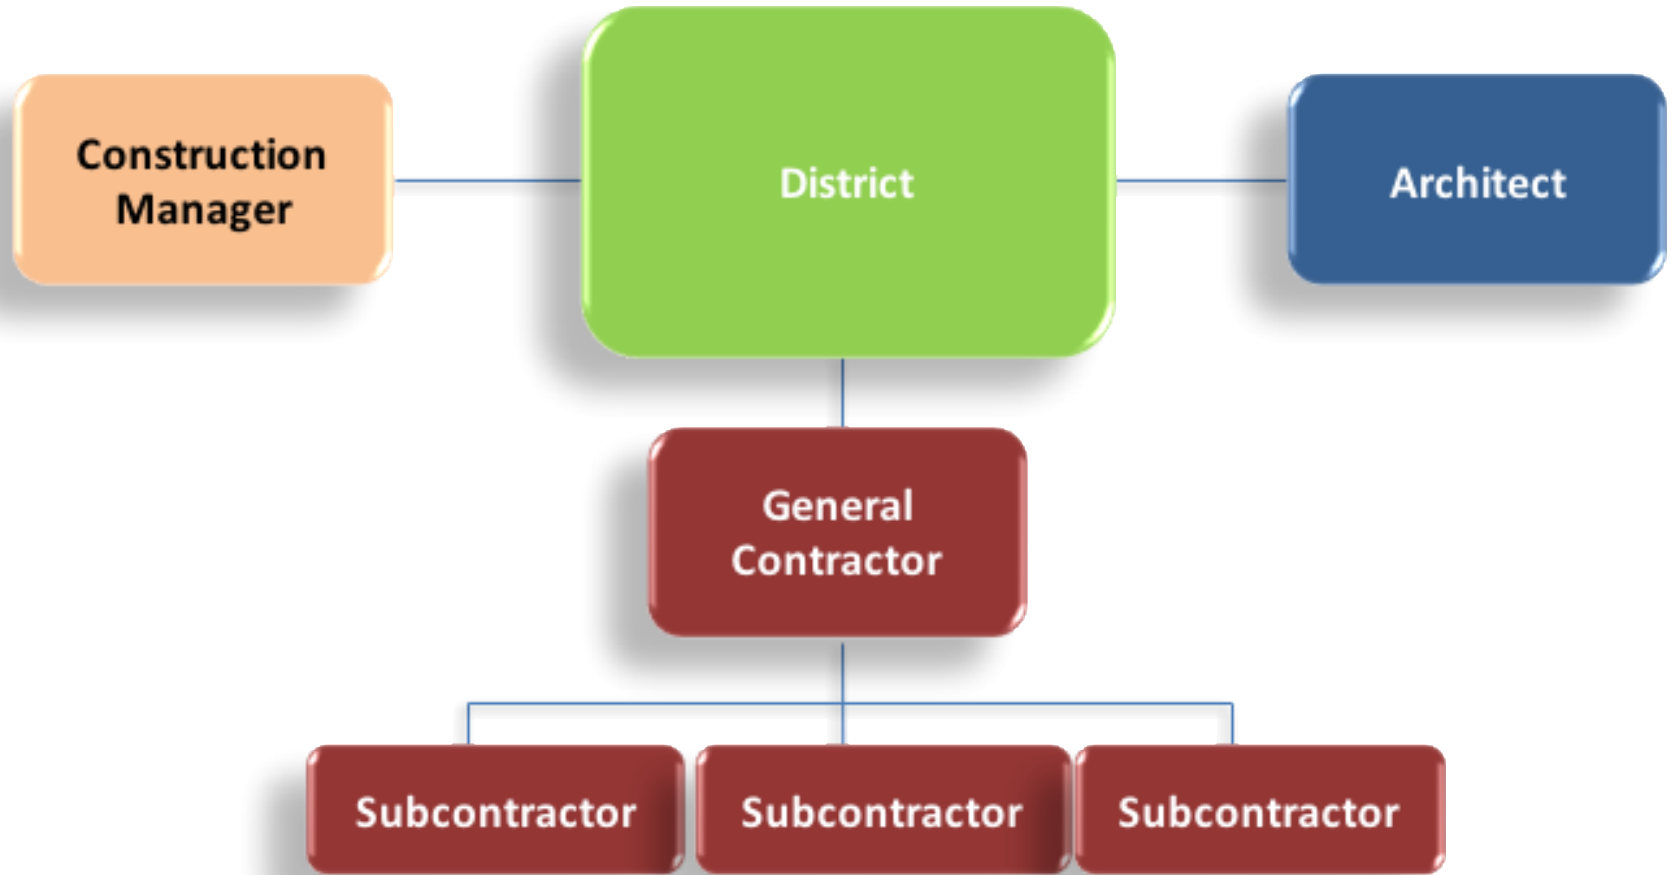 Construction
Manager
District
Architect
General
Contractor
Subcontractor
Subcontractor
Subcontractor